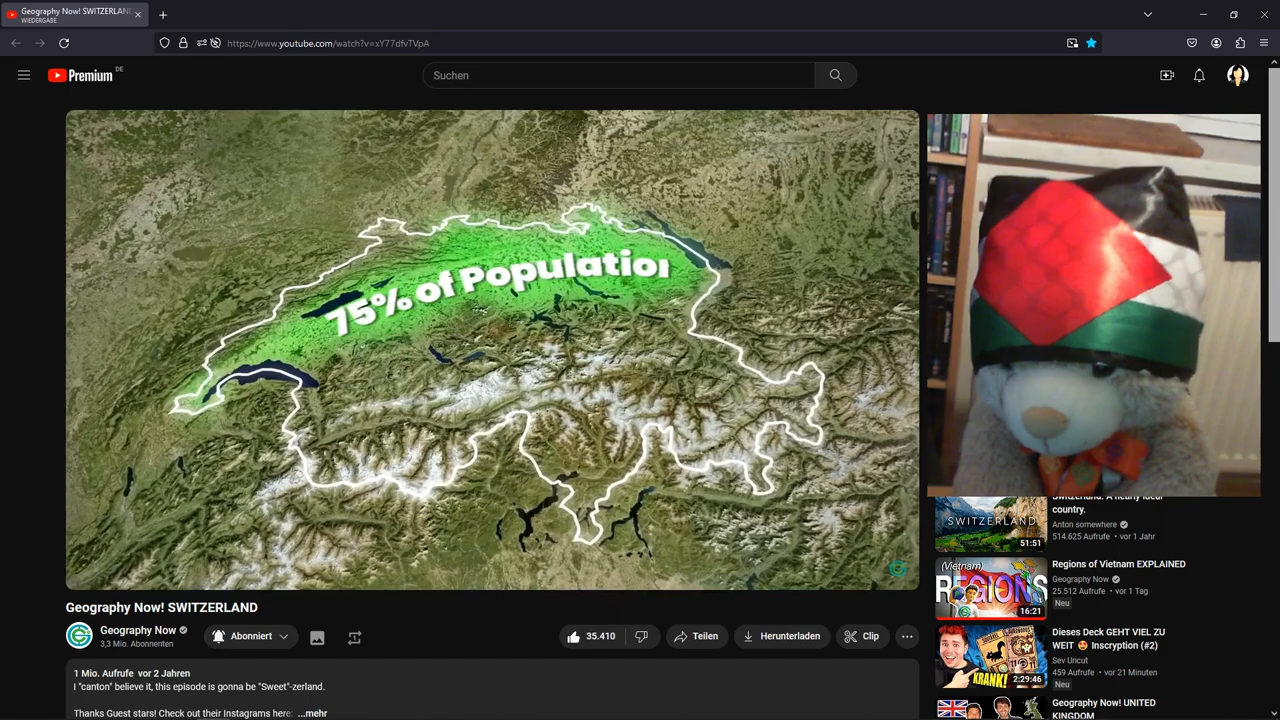 Geography Now! SWITZERLAN
WIEDERGABE
https://www.youtube.com/watch?v=xY77dfvTVpA
Premium DE
Suchen
75% of Population
SWITZERLAND
51:51
Switzerland: A nearly ideal
country.
Anton somewhere
514.625 Aufrufe • vor 1 Jahr
(Vietnam)
REGIONS
16:21
Regions of Vietnam EXPLAINED
Geography Now
25.512 Aufrufe • vor 1 Tag
Neu
KRANK!
2:29:46
Dieses Deck GEHT VIEL ZU
WEIT 🤩 Inscryption (#2)
Sev Uncut
459 Aufrufe • vor 21 Minuten
Neu
Geography Now! UNITED
KINGDOM
Geography Now! SWITZERLAND
Geography Now
3,3 Mio. Abonnenten
Abonniert
35.410
Teilen
Herunterladen
Clip
1 Mio. Aufrufe vor 2 Jahren
I "canton" believe it, this episode is gonna be "Sweet"-zerland.
Thanks Guest stars! Check out their Instagrams here: ...mehr